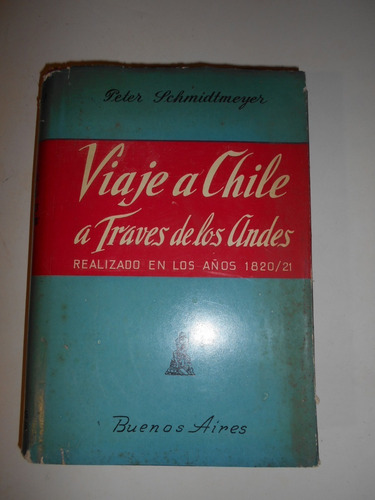 Peter Schmidtmeyer
Viaje a Chile
a Traves de los Andes
REALIZADO EN LOS AÑOS 1820/21
Buenos Aires